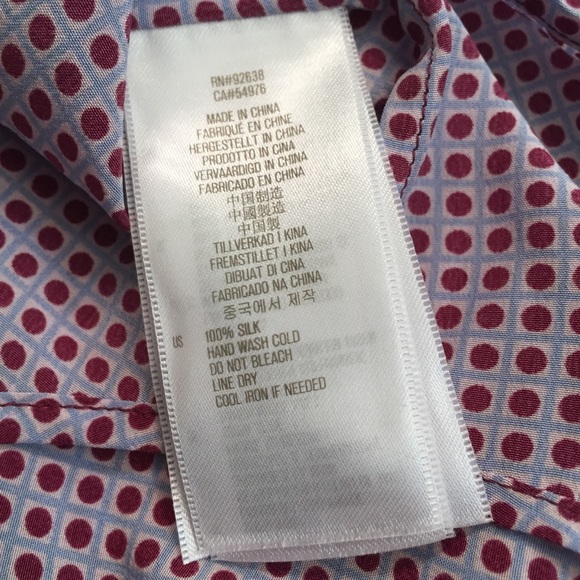 RN#92638
CA#54976
MADE IN CHINA
FABRIQUÉ EN CHINE
HERGESTELLT IN CHINA
PRODOTTO IN CINA
VERVAARDIGD IN CHINA
FABRICADO EN CHINA
中国制造
中國製造
中国製
TILLVERKAD I KINA
FREMSTILLET I KINA
DIBUAT DI CINA
FABRICADO NA CHINA
중국에서 제작
US 100% SILK
HAND WASH COLD
DO NOT BLEACH
LINE DRY
COOL IRON IF NEEDED